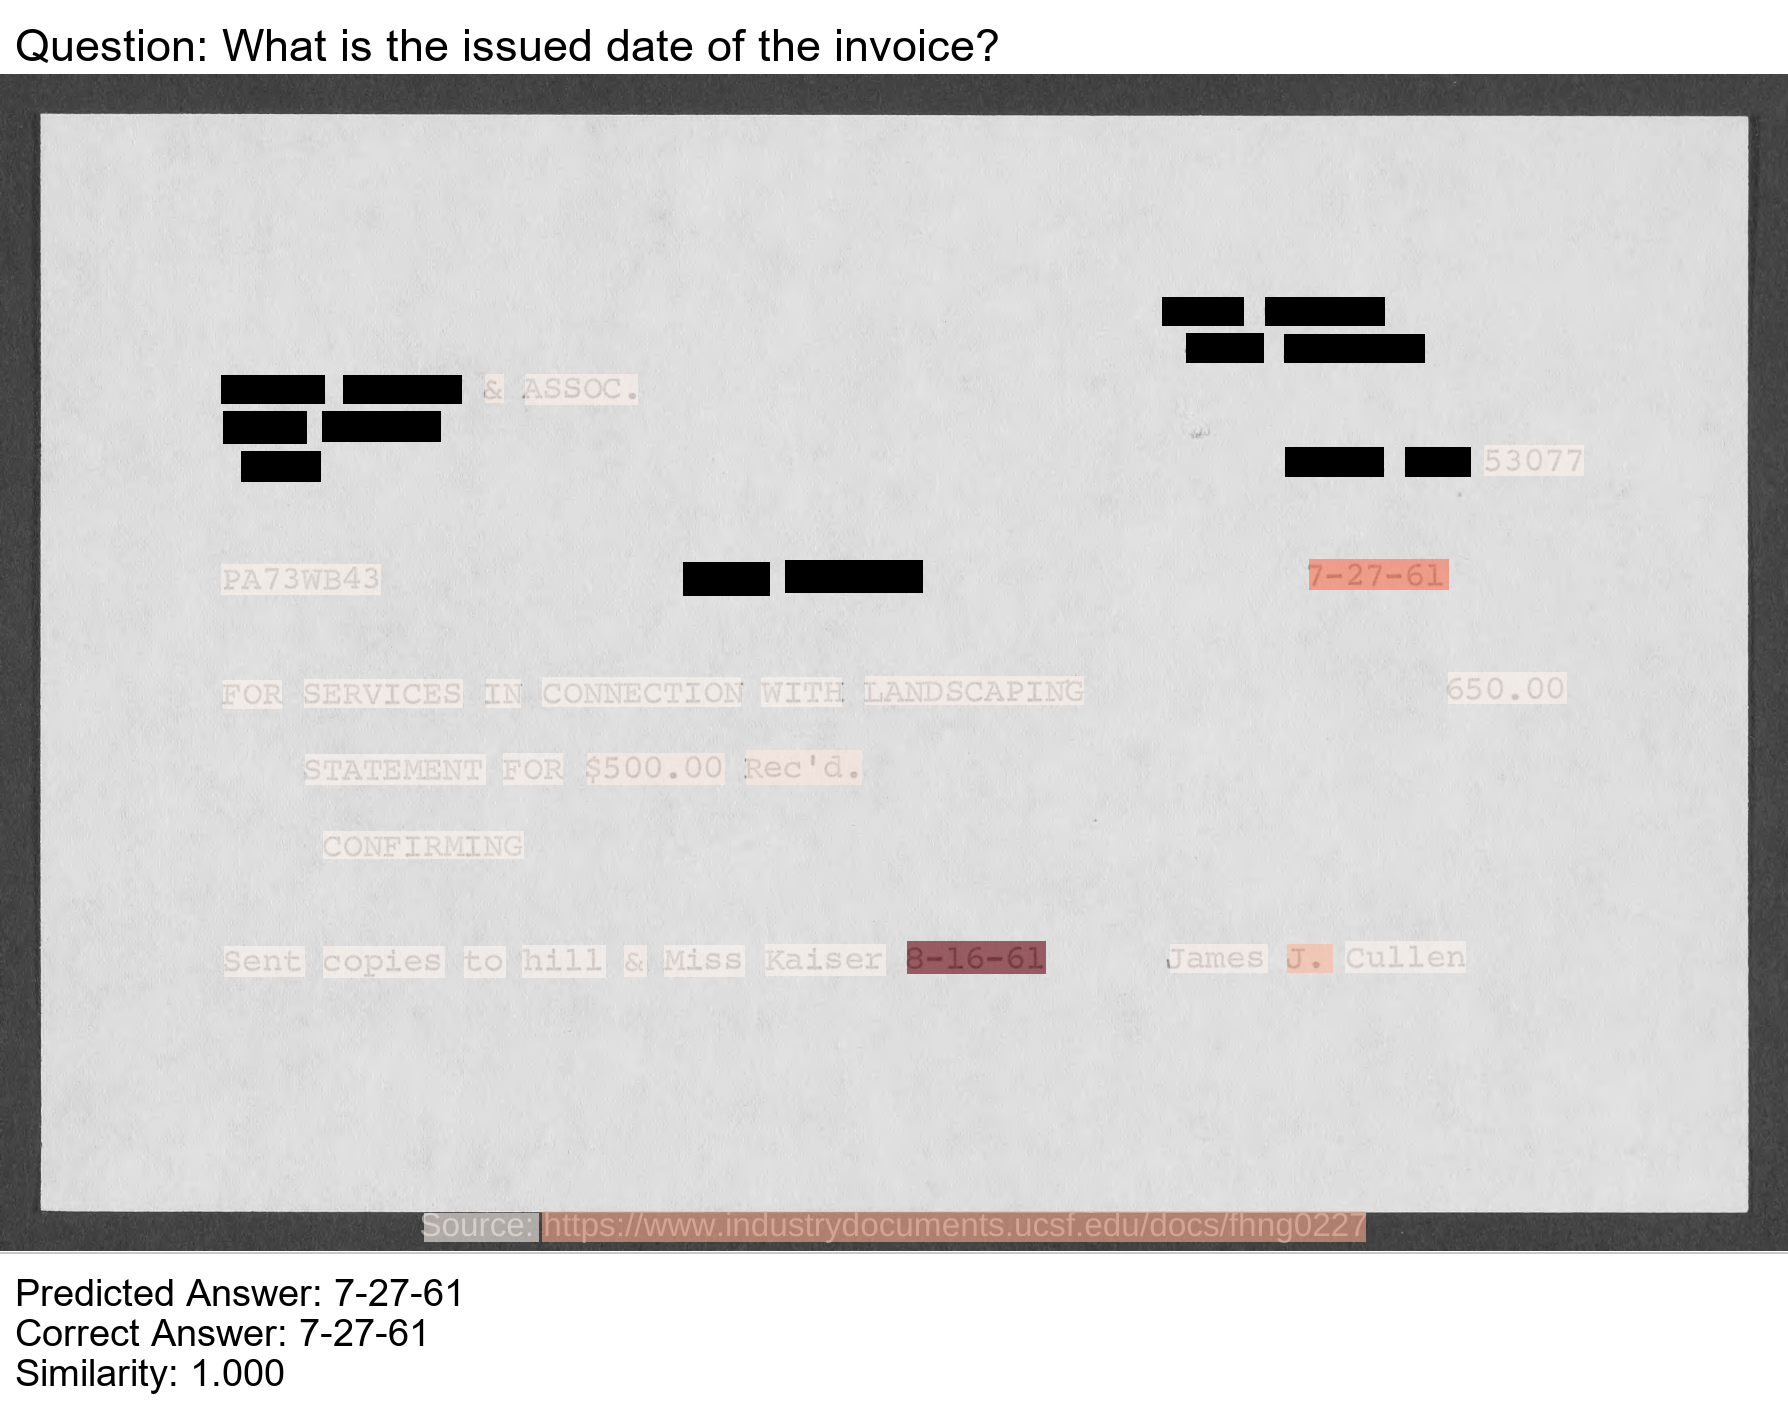 Question: What is the issued date of the invoice?
& ASSOC.
53077
PA73WB43 7-27-61
FOR SERVICES IN CONNECTION WITH LANDSCAPING 650.00
STATEMENT FOR $500.00 Rec'd.
CONFIRMING
Sent copies to hill & Miss Kaiser 8-16-61 James J. Cullen
Source: https://www.industrydocuments.ucsf.edu/docs/fhng0227
Predicted Answer: 7-27-61
Correct Answer: 7-27-61
Similarity: 1.000